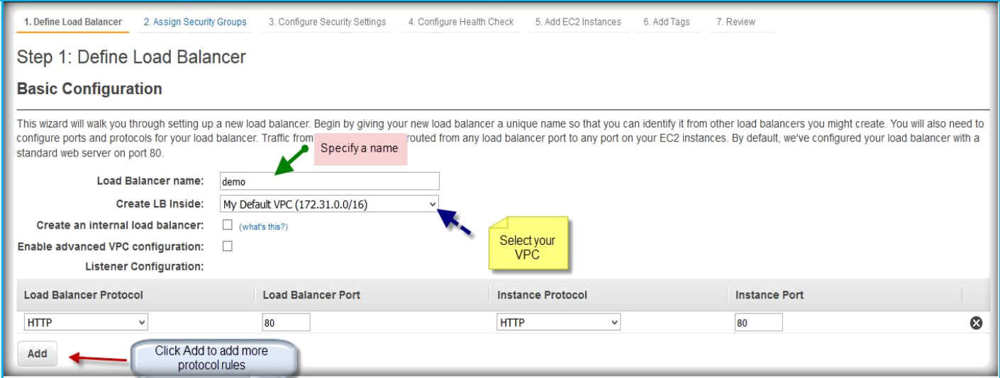 1. Define Load Balancer 2. Assign Security Groups 3. Configure Security Settings 4. Configure Health Check 5. Add EC2 Instances 6. Add Tags 7. Review
Step 1: Define Load Balancer
Basic Configuration
This wizard will walk you through setting up a new load balancer. Begin by giving your new load balancer a unique name so that you can identify it from other load balancers you might create. You will also need to
configure ports and protocols for your load balancer. Traffic from routed from any load balancer port to any port on your EC2 instances. By default, we've configured your load balancer with a
standard web server on port 80.
Specify a name
Load Balancer name: demo
Create LB Inside: My Default VPC (172.31.0.0/16)
Create an internal load balancer: (what's this?)
Select your
VPC
Enable advanced VPC configuration:
Listener Configuration:
Load Balancer Protocol Load Balancer Port Instance Protocol Instance Port
HTTP 80 HTTP 80
Add
Click Add to add more
protocol rules